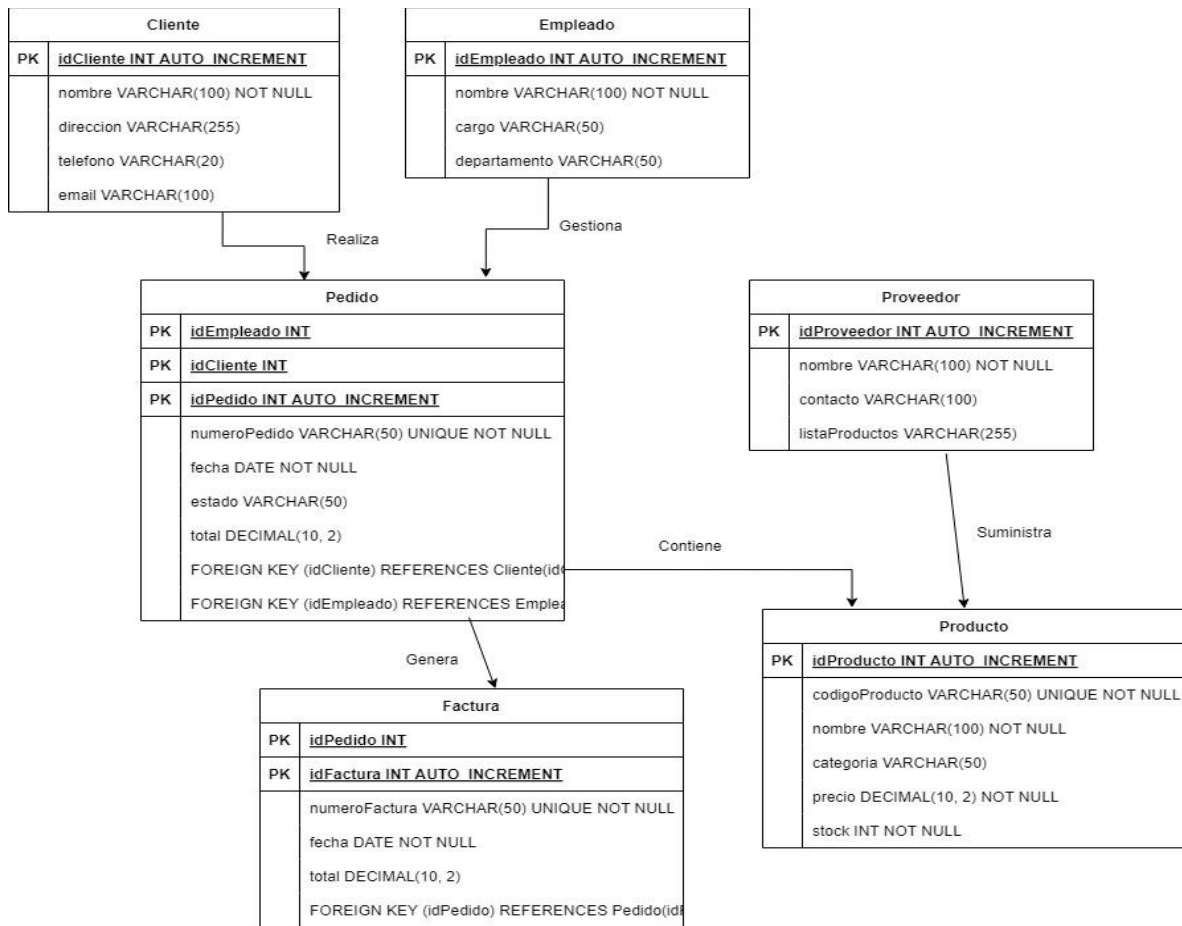 Cliente
PK idCliente INT AUTO_INCREMENT
nombre VARCHAR(100) NOT NULL
direccion VARCHAR(255)
telefono VARCHAR(20)
email VARCHAR(100)
Empleado
PK idEmpleado INT AUTO_INCREMENT
nombre VARCHAR(100) NOT NULL
cargo VARCHAR(50)
departamento VARCHAR(50)
Realiza
Gestiona
Pedido
PK idEmpleado INT
PK idCliente INT
PK idPedido INT AUTO_INCREMENT
numeroPedido VARCHAR(50) UNIQUE NOT NULL
fecha DATE NOT NULL
estado VARCHAR(50)
total DECIMAL(10, 2)
FOREIGN KEY (idCliente) REFERENCES Cliente(id
FOREIGN KEY (idEmpleado) REFERENCES Emplea
Proveedor
PK idProveedor INT AUTO_INCREMENT
nombre VARCHAR(100) NOT NULL
contacto VARCHAR(100)
listaProductos VARCHAR(255)
Contiene
Suministra
Genera
Factura
PK idPedido INT
PK idFactura INT AUTO_INCREMENT
numeroFactura VARCHAR(50) UNIQUE NOT NULL
fecha DATE NOT NULL
total DECIMAL(10, 2)
FOREIGN KEY (idPedido) REFERENCES Pedido(id
Producto
PK idProducto INT AUTO_INCREMENT
codigoProducto VARCHAR(50) UNIQUE NOT NULL
nombre VARCHAR(100) NOT NULL
categoria VARCHAR(50)
precio DECIMAL(10, 2) NOT NULL
stock INT NOT NULL